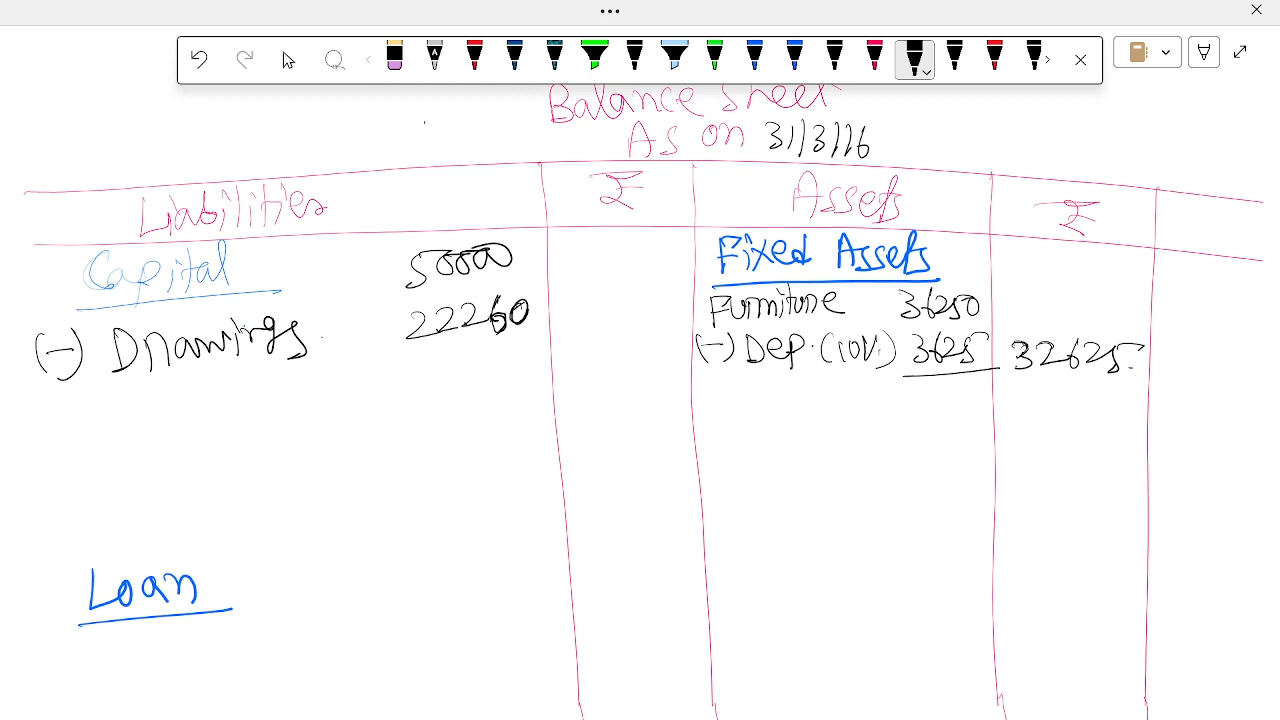 Balance Sheet
As on 31/3/16
Liabilities ₹ Assets ₹
Capital 50000 Fixed Assets
Furniture 36250
(-) Drawings 22260 (-) Dep. (10%) 3625 32625
Loan